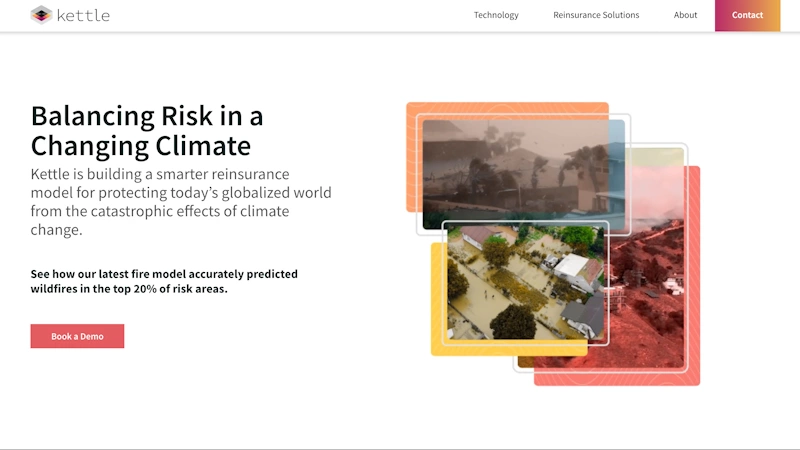 kettle
Technology
Reinsurance Solutions
About
Contact
Balancing Risk in a
Changing Climate
Kettle is building a smarter reinsurance
model for protecting today’s globalized world
from the catastrophic effects of climate
change.
See how our latest fire model accurately predicted
wildfires in the top 20% of risk areas.
Book a Demo